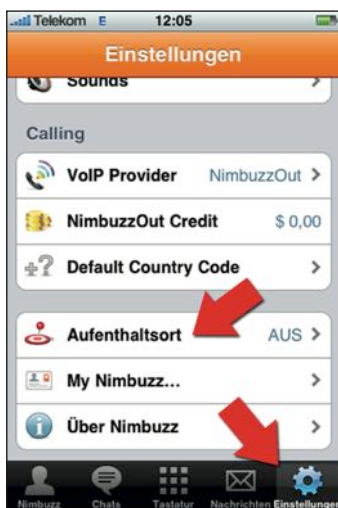 Telekom E 12:05
Einstellungen
Sounds
Calling
VoIP Provider NimbuzzOut
NimbuzzOut Credit $ 0,00
Default Country Code
Aufenthaltsort AUS
My Nimbuzz...
Über Nimbuzz
Nimbuzz Chats Tastatur Nachrichten Einstellungen